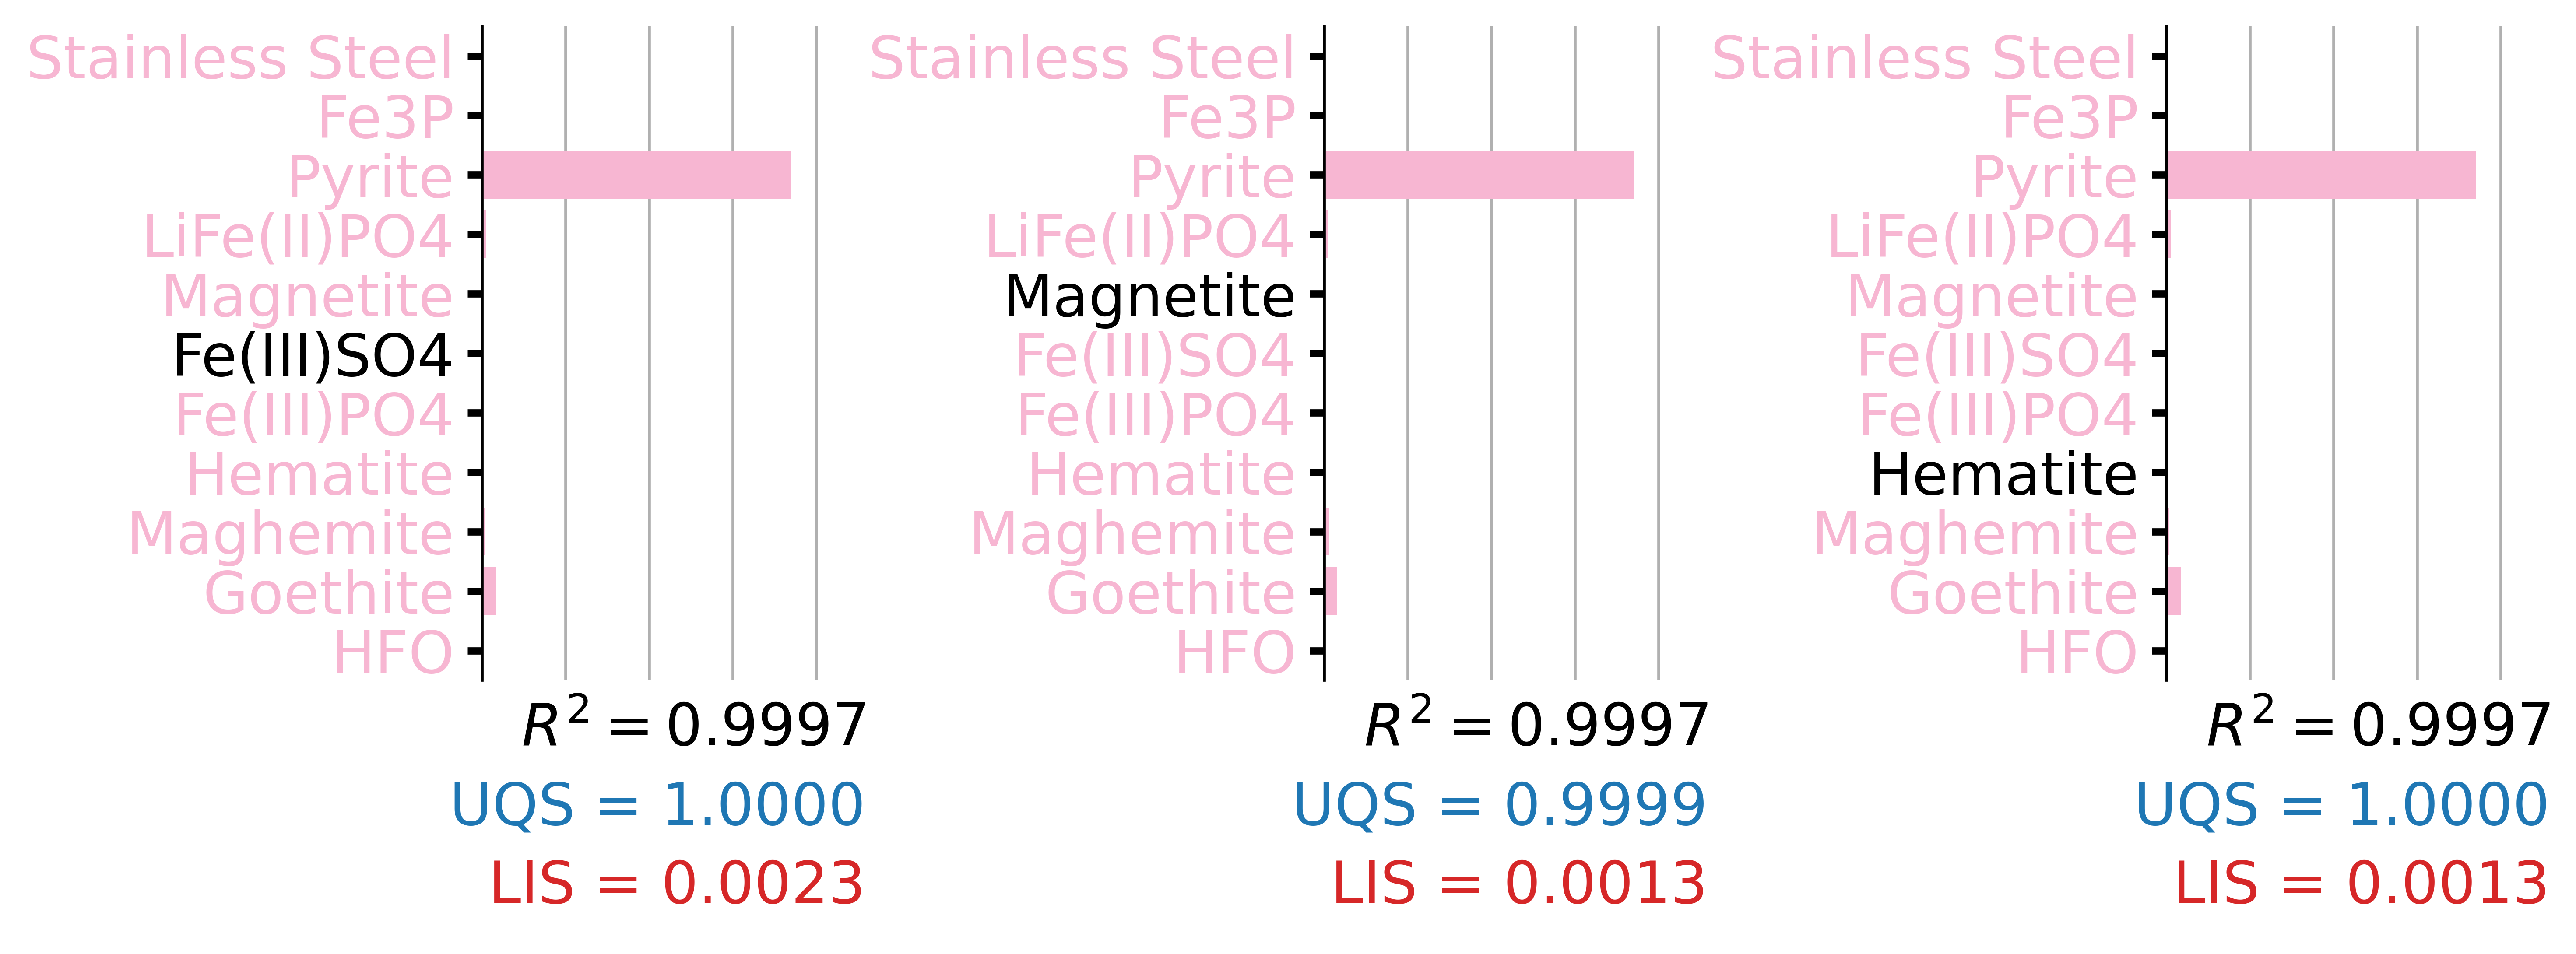 Stainless Steel
Fe3P
Pyrite
LiFe(II)PO4
Magnetite
Fe(III)SO4
Fe(III)PO4
Hematite
Maghemite
Goethite
HFO
R² = 0.9997
UQS = 1.0000
LIS = 0.0023
Stainless Steel
Fe3P
Pyrite
LiFe(II)PO4
Magnetite
Fe(III)SO4
Fe(III)PO4
Hematite
Maghemite
Goethite
HFO
R² = 0.9997
UQS = 0.9999
LIS = 0.0013
Stainless Steel
Fe3P
Pyrite
LiFe(II)PO4
Magnetite
Fe(III)SO4
Fe(III)PO4
Hematite
Maghemite
Goethite
HFO
R² = 0.9997
UQS = 1.0000
LIS = 0.0013